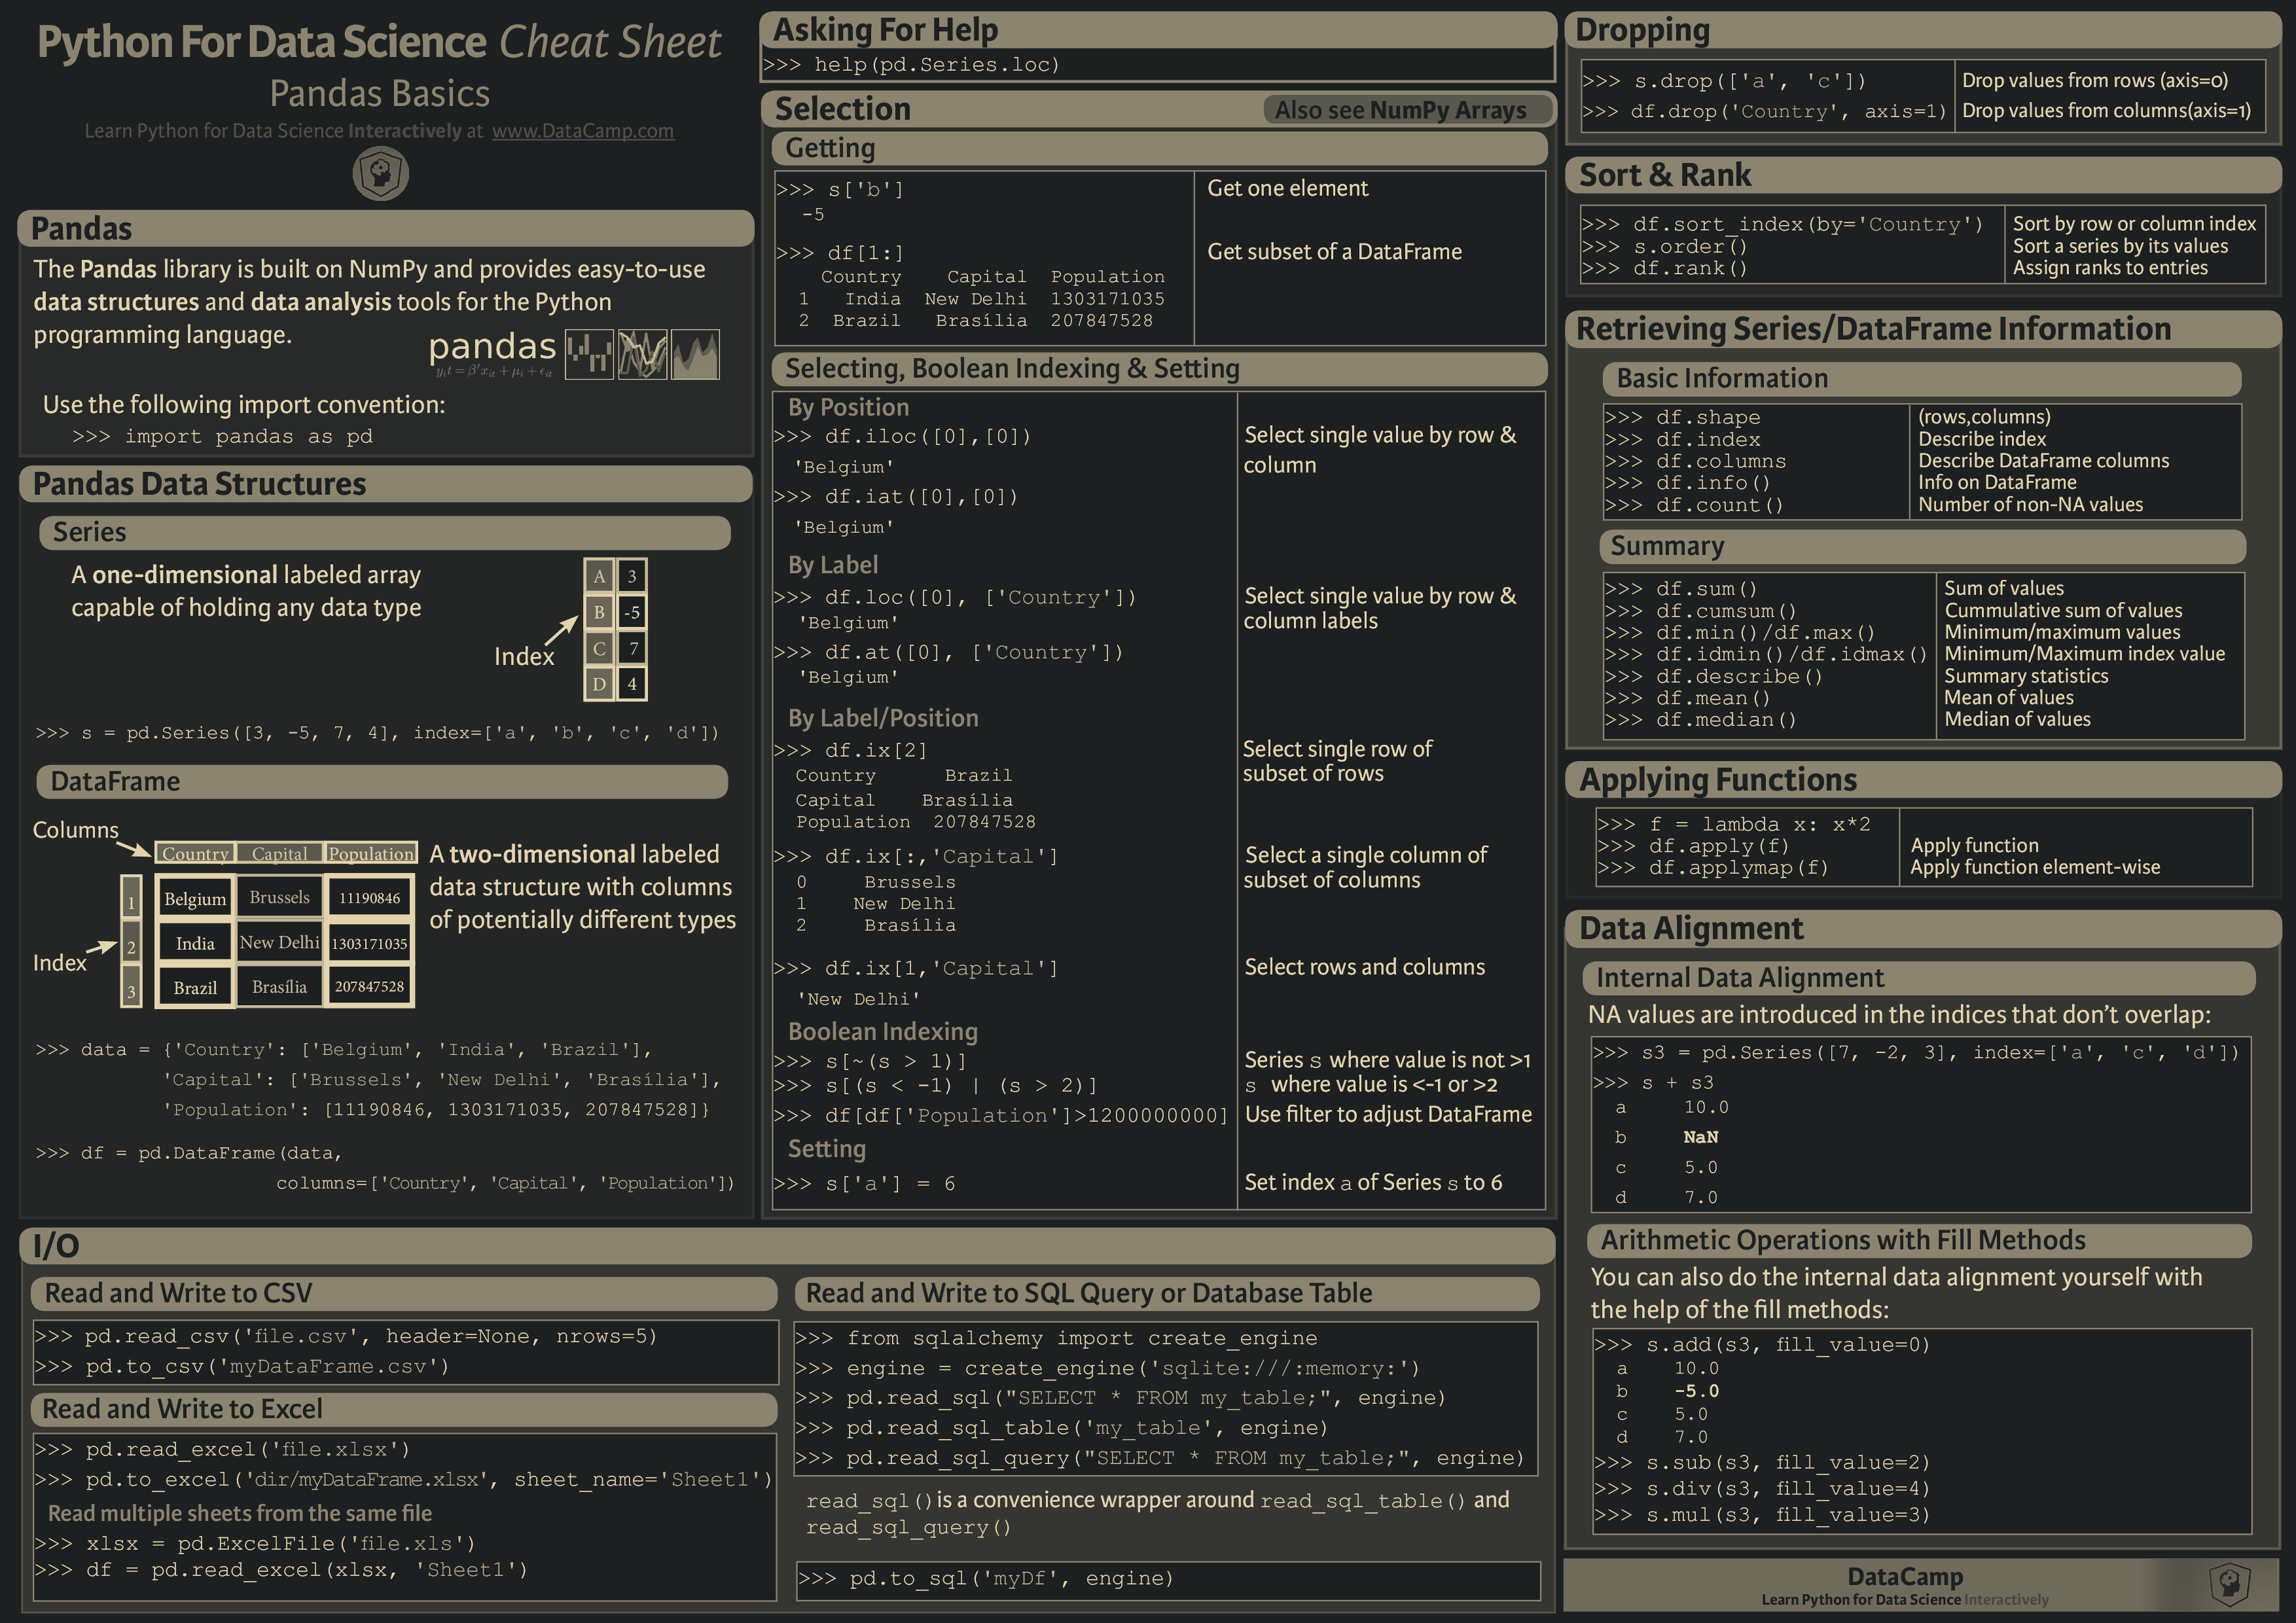 Python For Data Science Cheat Sheet
Pandas Basics
Learn Python for Data Science Interactively at www.DataCamp.com
Pandas
The Pandas library is built on NumPy and provides easy-to-use
data structures and data analysis tools for the Python
programming language.
pandas
y_it = β'x_it + μ_i + ε_it
Use the following import convention:
>>> import pandas as pd
Pandas Data Structures
Series
A one-dimensional labeled array
capable of holding any data type
A 3
B -5
C 7
D 4
Index
>>> s = pd.Series([3, -5, 7, 4], index=['a', 'b', 'c', 'd'])
DataFrame
Columns
Country Capital Population
1 Belgium Brussels 11190846
2 India New Delhi 1303171035
3 Brazil Brasília 207847528
Index
A two-dimensional labeled
data structure with columns
of potentially different types
>>> data = {'Country': ['Belgium', 'India', 'Brazil'],
'Capital': ['Brussels', 'New Delhi', 'Brasília'],
'Population': [11190846, 1303171035, 207847528]}
>>> df = pd.DataFrame(data,
columns=['Country', 'Capital', 'Population'])
Asking For Help
>>> help(pd.Series.loc)
Selection
Also see NumPy Arrays
Getting
>>> s['b'] Get one element
-5
>>> df[1:] Get subset of a DataFrame
Country Capital Population
1 India New Delhi 1303171035
2 Brazil Brasília 207847528
Selecting, Boolean Indexing & Setting
By Position
>>> df.iloc([0],[0]) Select single value by row &
'Belgium' column
>>> df.iat([0],[0])
'Belgium'
By Label
>>> df.loc([0], ['Country']) Select single value by row &
'Belgium' column labels
>>> df.at([0], ['Country'])
'Belgium'
By Label/Position
>>> df.ix[2] Select single row of
Country Brazil subset of rows
Capital Brasília
Population 207847528
>>> df.ix[:,'Capital'] Select a single column of
0 Brussels subset of columns
1 New Delhi
2 Brasília
>>> df.ix[1,'Capital'] Select rows and columns
'New Delhi'
Boolean Indexing
>>> s[~(s > 1)] Series s where value is not >1
>>> s[(s < -1) | (s > 2)] s where value is <-1 or >2
>>> df[df['Population']>1200000000] Use filter to adjust DataFrame
Setting
>>> s['a'] = 6 Set index a of Series s to 6
I/O
Read and Write to CSV
>>> pd.read_csv('file.csv', header=None, nrows=5)
>>> pd.to_csv('myDataFrame.csv')
Read and Write to Excel
>>> pd.read_excel('file.xlsx')
>>> pd.to_excel('dir/myDataFrame.xlsx', sheet_name='Sheet1')
Read multiple sheets from the same file
>>> xlsx = pd.ExcelFile('file.xls')
>>> df = pd.read_excel(xlsx, 'Sheet1')
Read and Write to SQL Query or Database Table
>>> from sqlalchemy import create_engine
>>> engine = create_engine('sqlite:///:memory:')
>>> pd.read_sql("SELECT * FROM my_table;", engine)
>>> pd.read_sql_table('my_table', engine)
>>> pd.read_sql_query("SELECT * FROM my_table;", engine)
read_sql() is a convenience wrapper around read_sql_table() and
read_sql_query()
>>> pd.to_sql('myDf', engine)
Dropping
>>> s.drop(['a', 'c']) Drop values from rows (axis=0)
>>> df.drop('Country', axis=1) Drop values from columns(axis=1)
Sort & Rank
>>> df.sort_index(by='Country') Sort by row or column index
>>> s.order() Sort a series by its values
>>> df.rank() Assign ranks to entries
Retrieving Series/DataFrame Information
Basic Information
>>> df.shape (rows,columns)
>>> df.index Describe index
>>> df.columns Describe DataFrame columns
>>> df.info() Info on DataFrame
>>> df.count() Number of non-NA values
Summary
>>> df.sum() Sum of values
>>> df.cumsum() Cummulative sum of values
>>> df.min()/df.max() Minimum/maximum values
>>> df.idmin()/df.idmax() Minimum/Maximum index value
>>> df.describe() Summary statistics
>>> df.mean() Mean of values
>>> df.median() Median of values
Applying Functions
>>> f = lambda x: x*2
>>> df.apply(f) Apply function
>>> df.applymap(f) Apply function element-wise
Data Alignment
Internal Data Alignment
NA values are introduced in the indices that don't overlap:
>>> s3 = pd.Series([7, -2, 3], index=['a', 'c', 'd'])
>>> s + s3
a 10.0
b NaN
c 5.0
d 7.0
Arithmetic Operations with Fill Methods
You can also do the internal data alignment yourself with
the help of the fill methods:
>>> s.add(s3, fill_value=0)
a 10.0
b -5.0
c 5.0
d 7.0
>>> s.sub(s3, fill_value=2)
>>> s.div(s3, fill_value=4)
>>> s.mul(s3, fill_value=3)
DataCamp
Learn Python for Data Science Interactively